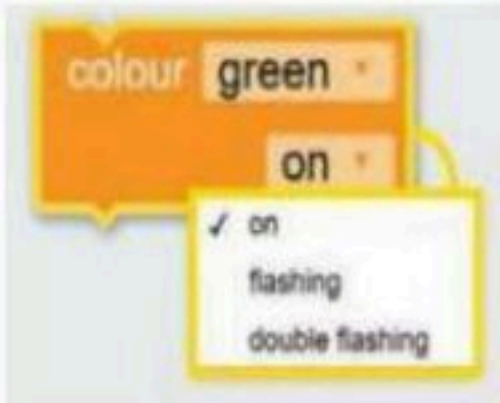 colour green
on
✓ on
flashing
double flashing